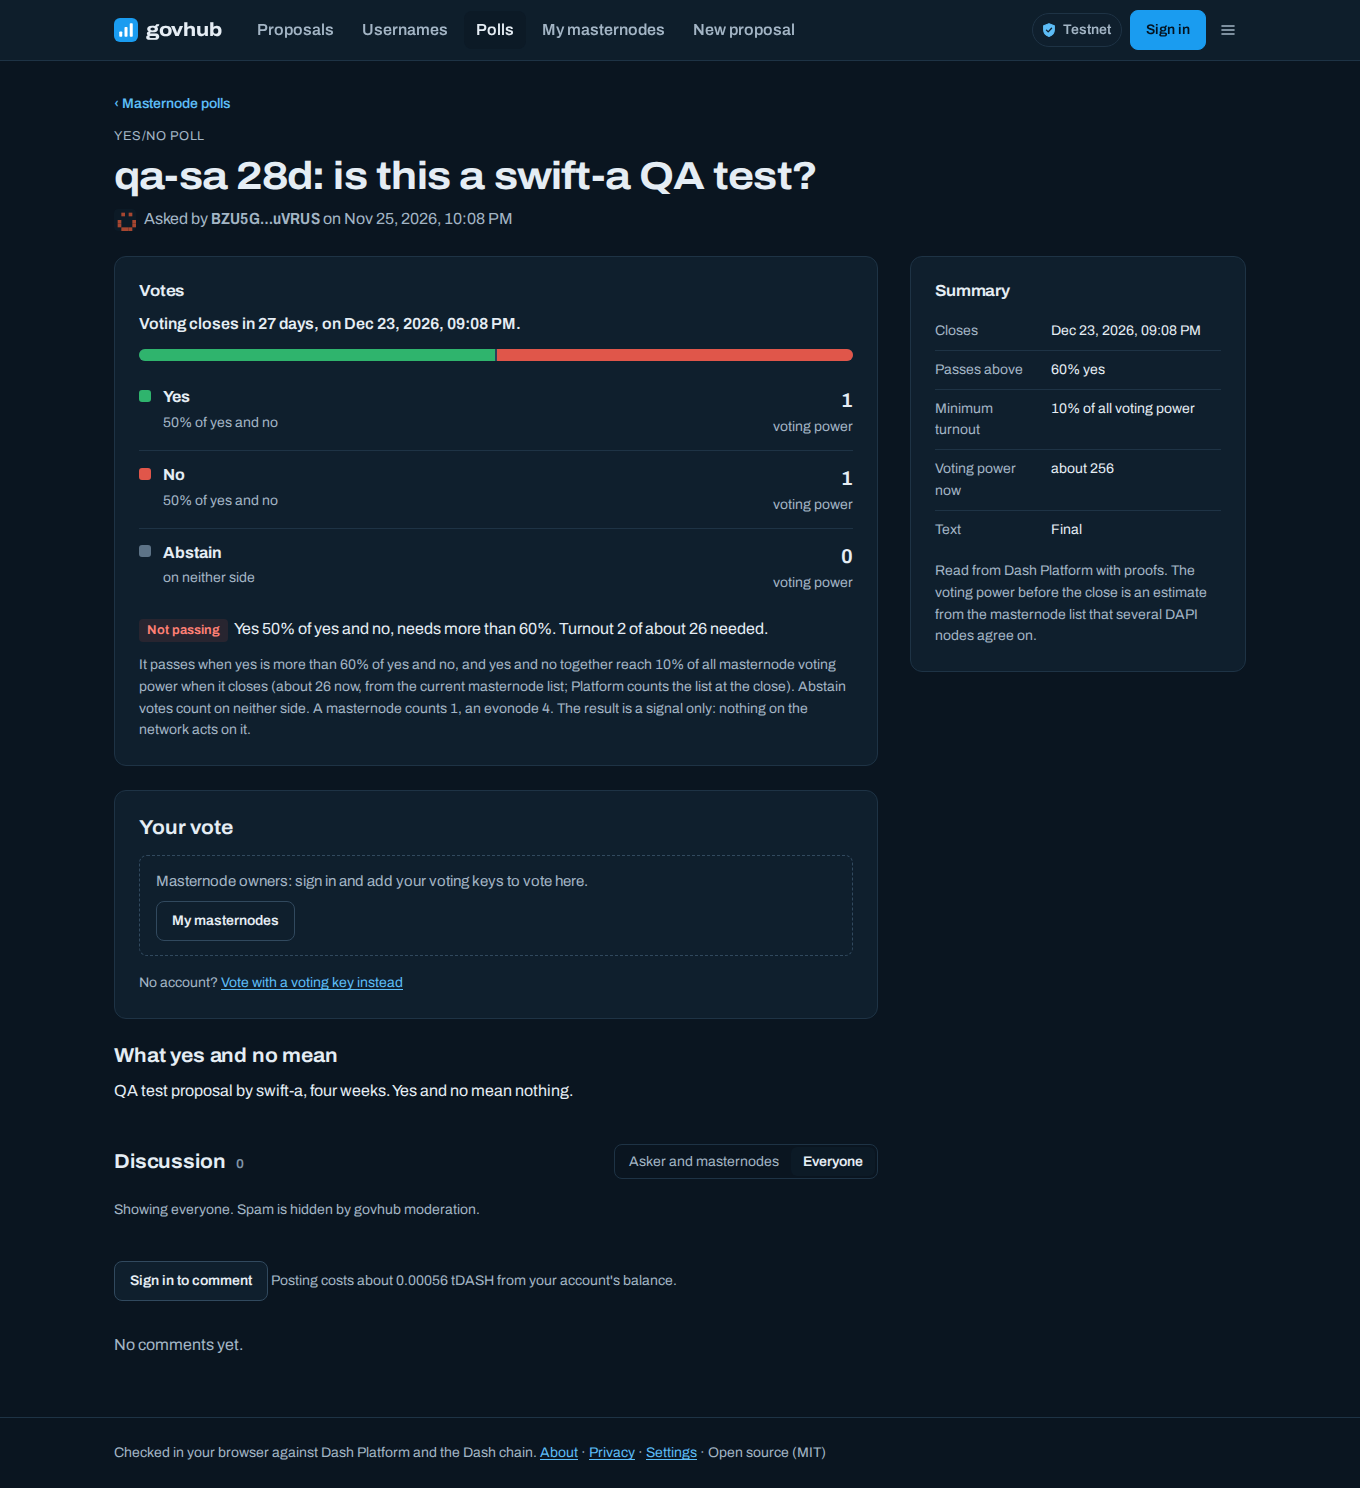 govhub
Proposals
Usernames
Polls
My masternodes
New proposal
Testnet
Sign in
‹ Masternode polls
YES/NO POLL
qa-sa 28d: is this a swift-a QA test?
Asked by BZU5G…uVRUS on Nov 25, 2026, 10:08 PM
Votes
Voting closes in 27 days, on Dec 23, 2026, 09:08 PM.
Yes
1
50% of yes and no
voting power
No
1
50% of yes and no
voting power
Abstain
0
on neither side
voting power
Not passing Yes 50% of yes and no, needs more than 60%. Turnout 2 of about 26 needed.
It passes when yes is more than 60% of yes and no, and yes and no together reach 10% of all masternode voting
power when it closes (about 26 now, from the current masternode list; Platform counts the list at the close). Abstain
votes count on neither side. A masternode counts 1, an evonode 4. The result is a signal only: nothing on the
network acts on it.
Summary
Closes Dec 23, 2026, 09:08 PM
Passes above 60% yes
Minimum 10% of all voting power
turnout
Voting power about 256
now
Text Final
Read from Dash Platform with proofs. The
voting power before the close is an estimate
from the masternode list that several DAPI
nodes agree on.
Your vote
Masternode owners: sign in and add your voting keys to vote here.
My masternodes
No account? Vote with a voting key instead
What yes and no mean
QA test proposal by swift-a, four weeks. Yes and no mean nothing.
Discussion 0
Asker and masternodes
Everyone
Showing everyone. Spam is hidden by govhub moderation.
Sign in to comment Posting costs about 0.00056 tDASH from your account's balance.
No comments yet.
Checked in your browser against Dash Platform and the Dash chain. About · Privacy · Settings · Open source (MIT)